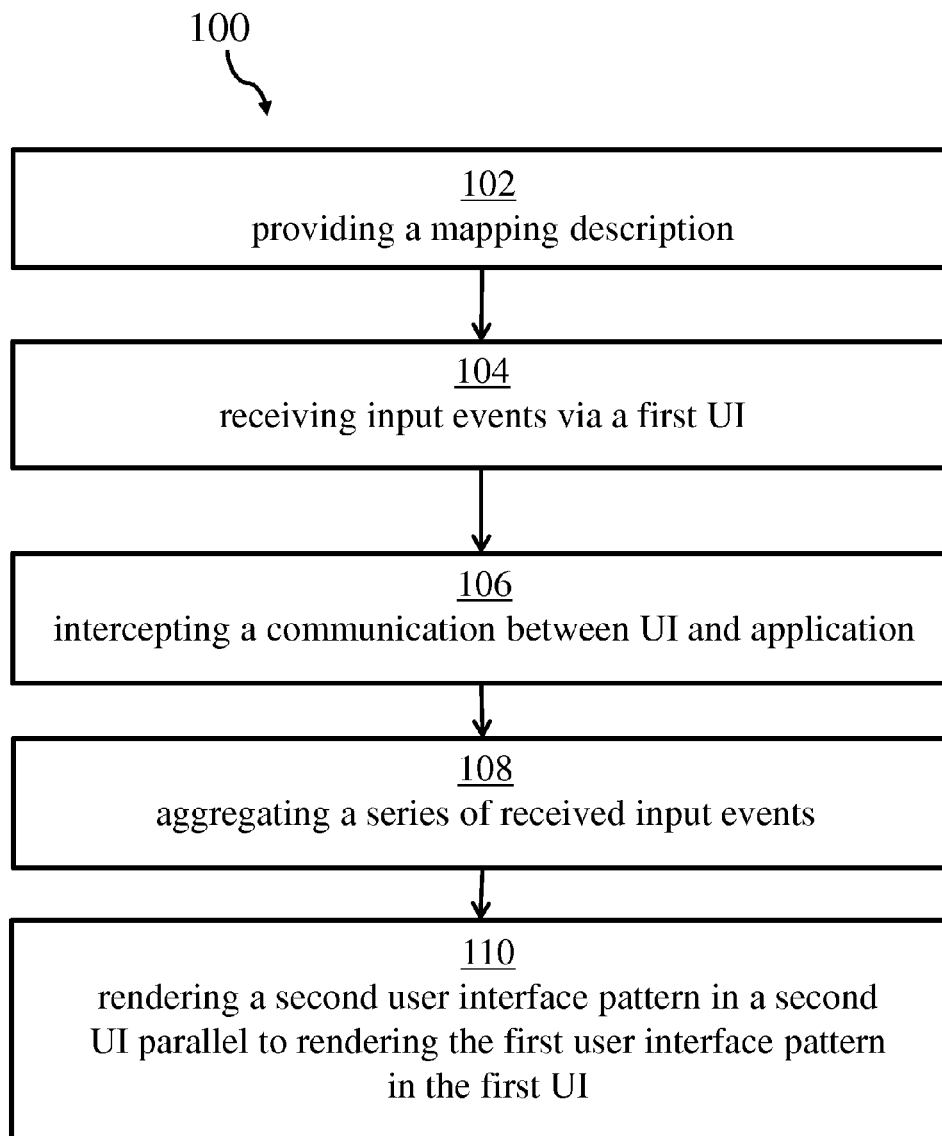 100
102
providing a mapping description
104
receiving input events via a first UI
106
intercepting a communication between UI and application
108
aggregating a series of received input events
110
rendering a second user interface pattern in a second
UI parallel to rendering the first user interface pattern
in the first UI